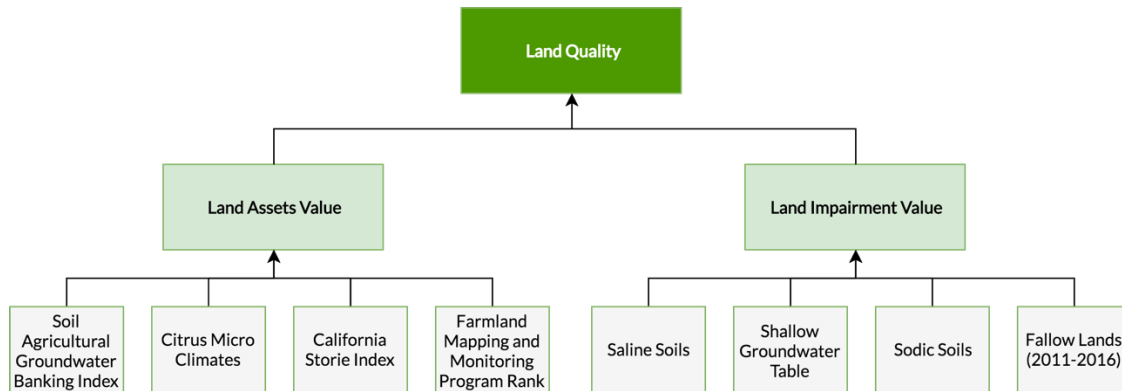 Land Quality
Land Assets Value
Land Impairment Value
Soil
Agricultural
Groundwater
Banking Index
Citrus Micro
Climates
California
Storie Index
Farmland
Mapping and
Monitoring
Program Rank
Saline Soils
Shallow
Groundwater
Table
Sodic Soils
Fallow Lands
(2011-2016)